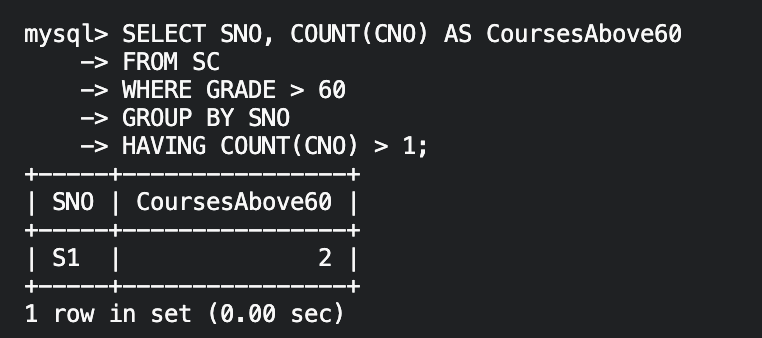 mysql> SELECT SNO, COUNT(CNO) AS CoursesAbove60
    -> FROM SC
    -> WHERE GRADE > 60
    -> GROUP BY SNO
    -> HAVING COUNT(CNO) > 1;
+-----+----------------+
| SNO | CoursesAbove60 |
+-----+----------------+
| S1  |              2 |
+-----+----------------+
1 row in set (0.00 sec)